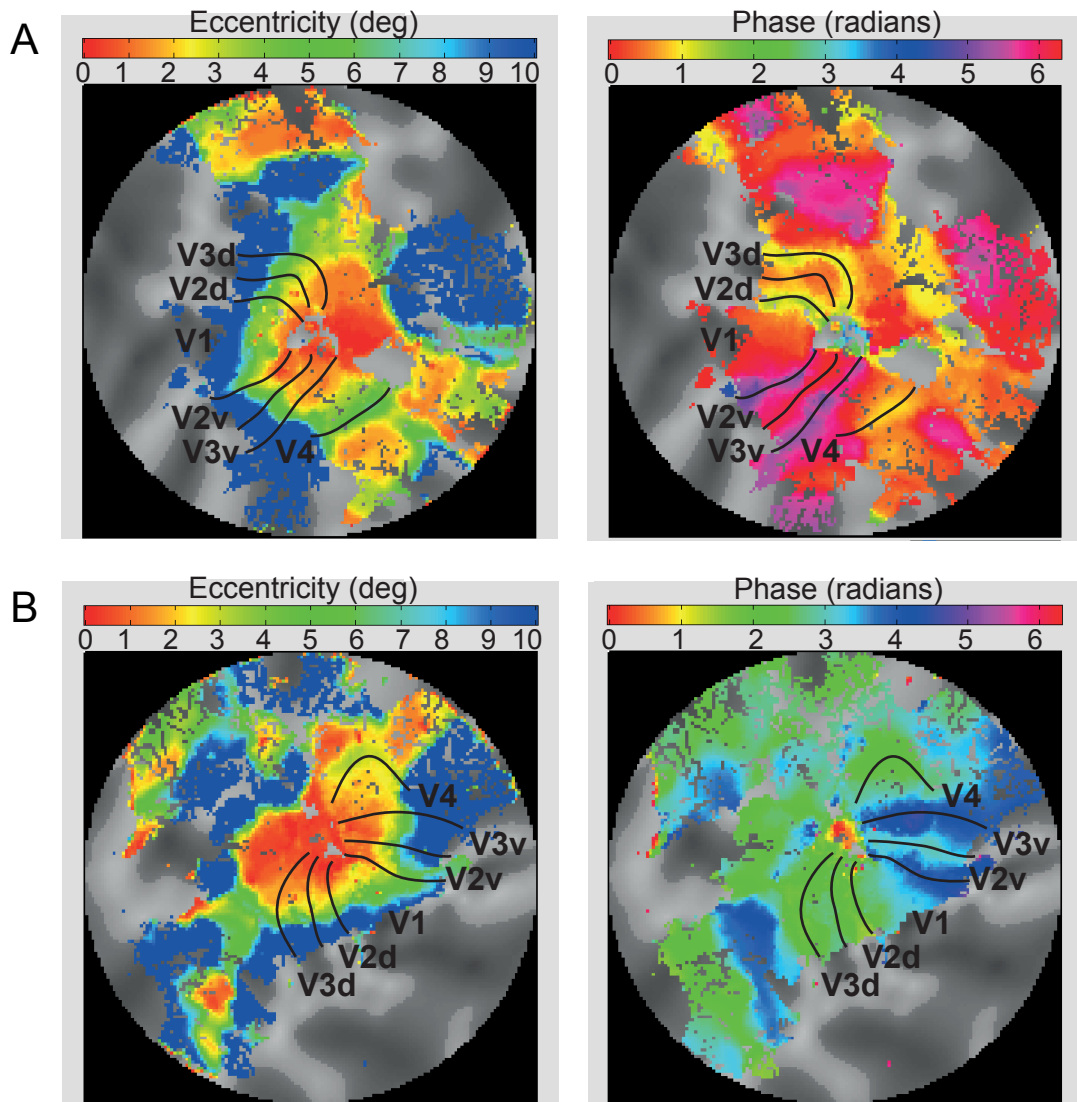 A
Eccentricity (deg)
0 1 2 3 4 5 6 7 8 9 10
V3d
V2d
V1
V2v
V3v
V4
Phase (radians)
0 1 2 3 4 5 6
V3d
V2d
V1
V2v
V3v
V4
B
Eccentricity (deg)
0 1 2 3 4 5 6 7 8 9 10
V4
V3v
V2v
V1
V2d
V3d
Phase (radians)
0 1 2 3 4 5 6
V4
V3v
V2v
V1
V2d
V3d